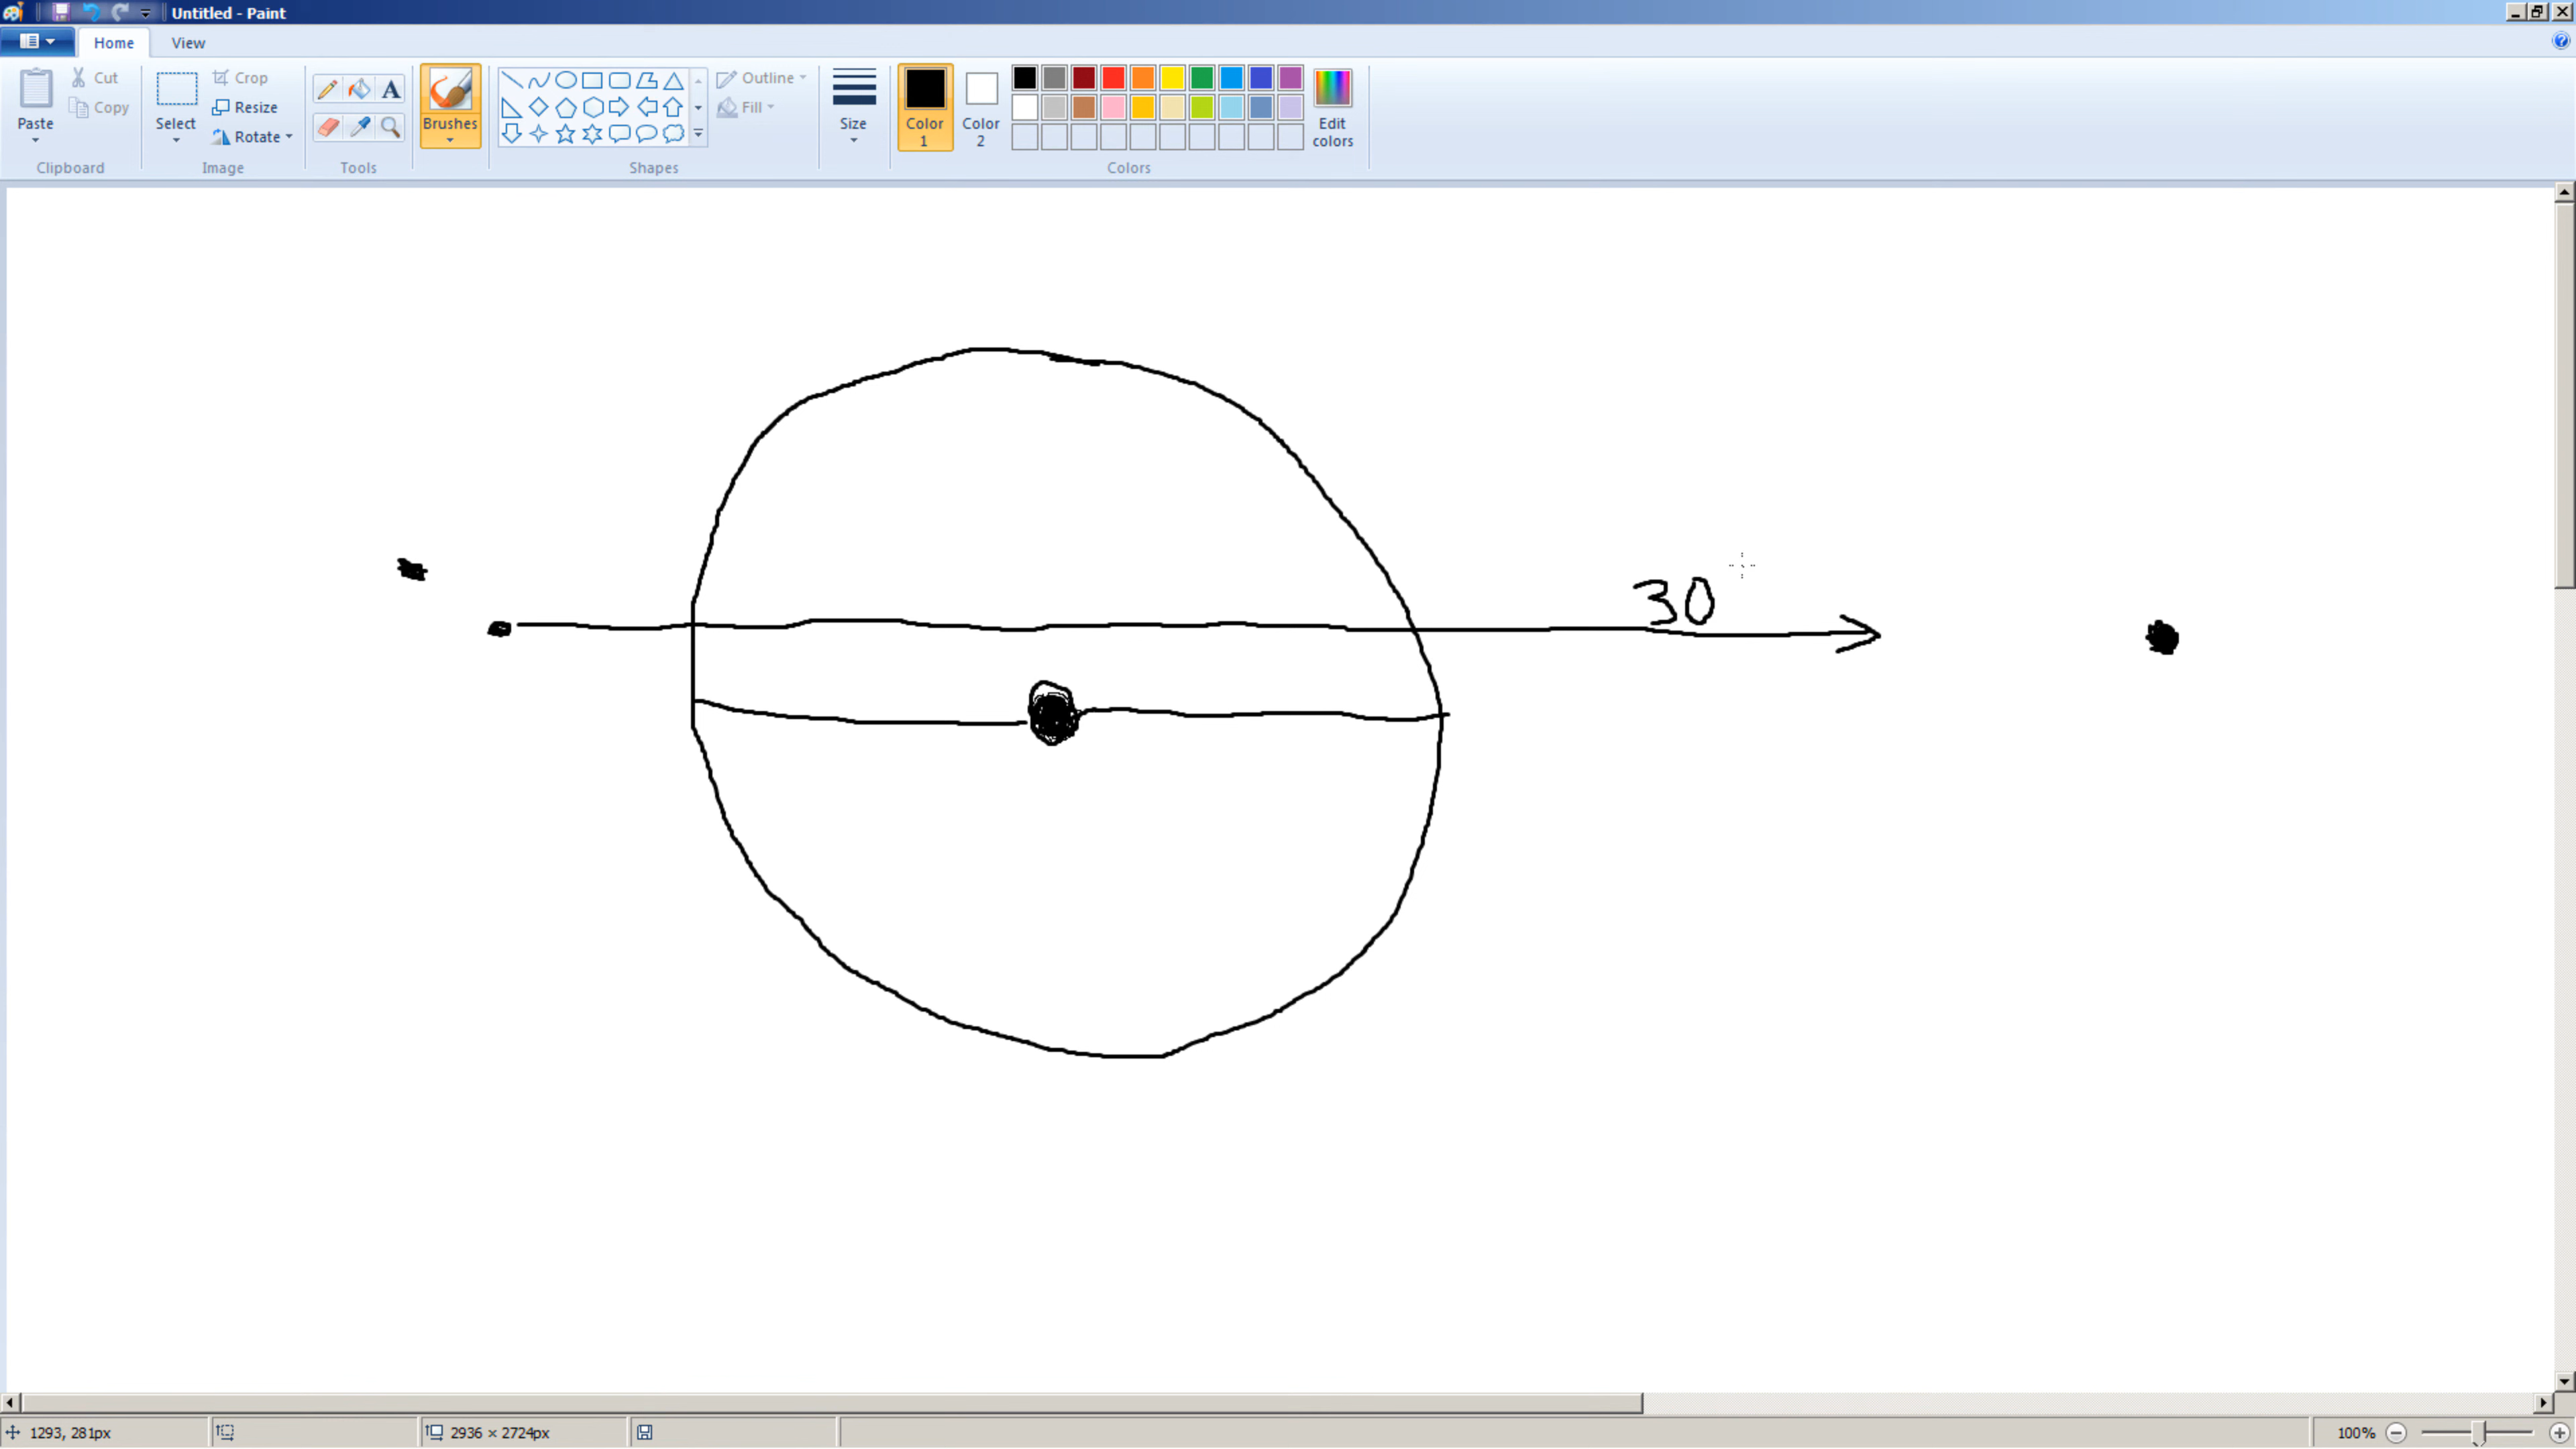 Untitled - Paint
Home View
Paste Cut Copy Select Crop Resize Rotate A Brushes Outline Fill Size Color 1 Color 2 Edit colors
Clipboard Image Tools Shapes Colors
30
1293, 281px 2936 × 2724px 100%